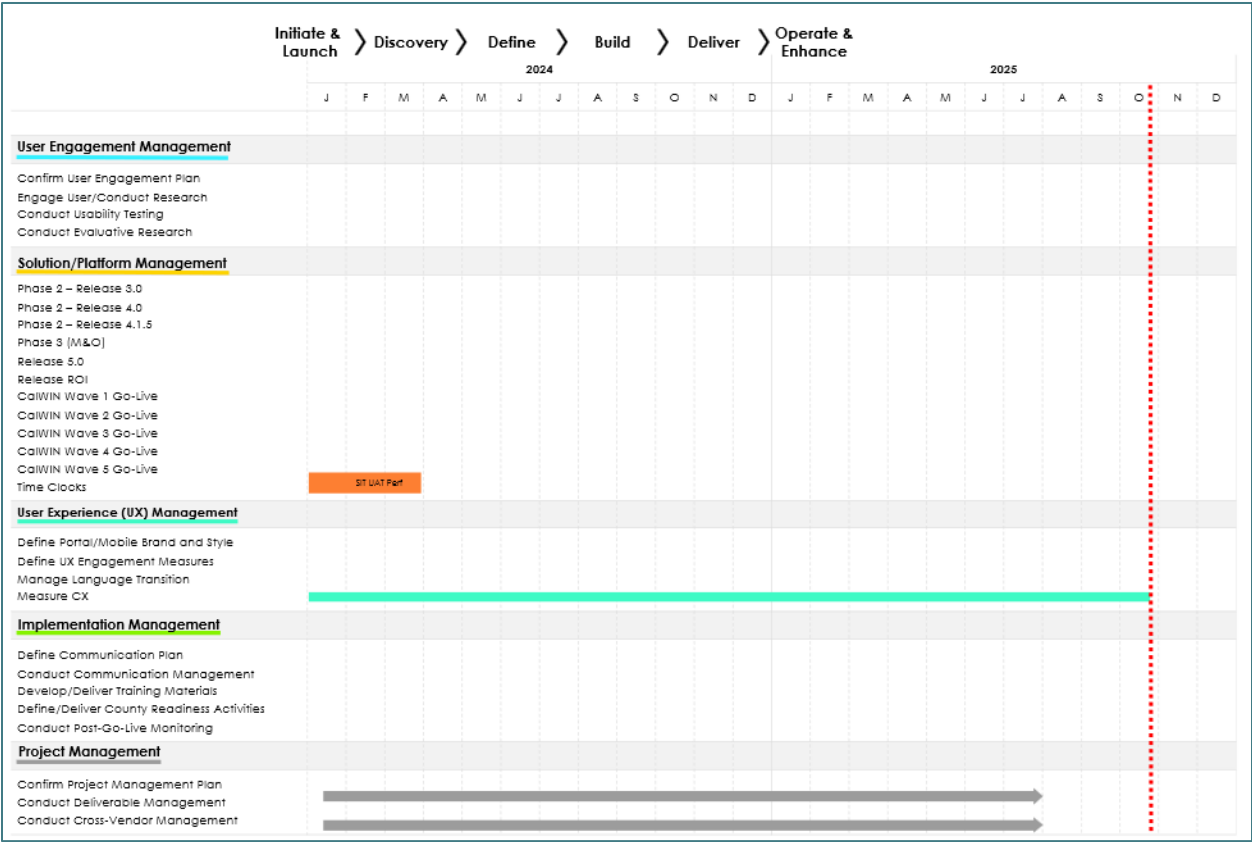 Initiate &
Launch
Discovery
Define
Build
Deliver
Operate &
Enhance
2024
2025
J F M A M J J A S O N D J F M A M J J A S O N D
User Engagement Management
Confirm User Engagement Plan
Engage User/Conduct Research
Conduct Usability Testing
Conduct Evaluative Research
Solution/Platform Management
Phase 2 – Release 3.0
Phase 2 – Release 4.0
Phase 2 – Release 4.1.5
Phase 3 (M&O)
Release 5.0
Release ROI
CalWIN Wave 1 Go-Live
CalWIN Wave 2 Go-Live
CalWIN Wave 3 Go-Live
CalWIN Wave 4 Go-Live
CalWIN Wave 5 Go-Live
Time Clocks
SIT UAT Perf
User Experience (UX) Management
Define Portal/Mobile Brand and Style
Define UX Engagement Measures
Manage Language Transition
Measure CX
Implementation Management
Define Communication Plan
Conduct Communication Management
Develop/Deliver Training Materials
Define/Deliver County Readiness Activities
Conduct Post-Go-Live Monitoring
Project Management
Confirm Project Management Plan
Conduct Deliverable Management
Conduct Cross-Vendor Management